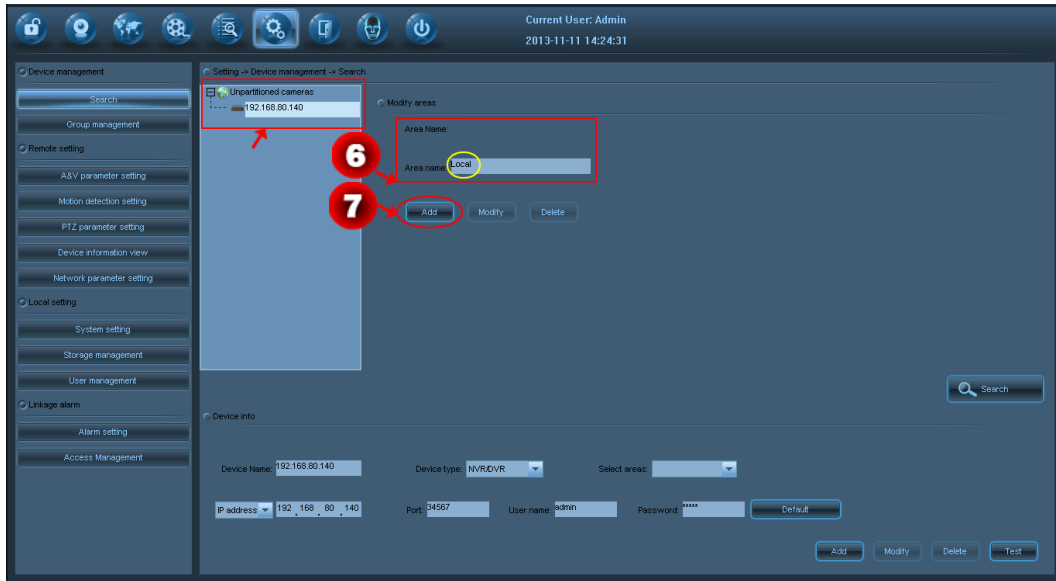 Current User: Admin
2013-11-11 14:24:31
Device management
Search
Group management
Remote setting
A&V parameter setting
Motion detection setting
PTZ parameter setting
Device information view
Network parameter setting
Local setting
System setting
Storage management
User management
Linkage alarm
Alarm setting
Access Management
Setting -> Device management -> Search
Unpartitioned cameras
192.168.80.140
Modify areas
Area Name:
6
Area name: Local
7
Add Modify Delete
Search
Device info
Device Name: 192.168.80.140 Device type: NVR/DVR Select areas:
IP address 192 . 168 . 80 . 140 Port: 34567 User name: admin Password: ***** Default
Add Modify Delete Test